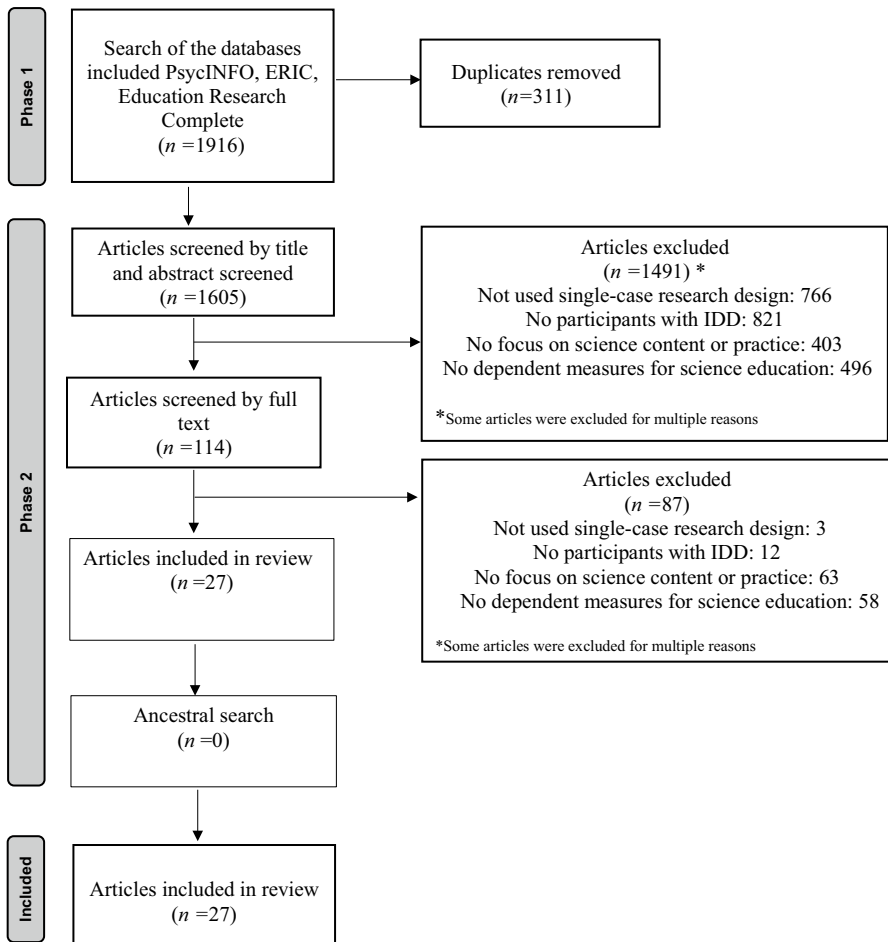 Phase 1
Search of the databases
included PsycINFO, ERIC,
Education Research
Complete
(n =1916)
Duplicates removed
(n=311)
Phase 2
Articles screened by title
and abstract screened
(n =1605)
Articles excluded
(n =1491) *
Not used single-case research design: 766
No participants with IDD: 821
No focus on science content or practice: 403
No dependent measures for science education: 496
*Some articles were excluded for multiple reasons
Articles screened by full
text
(n =114)
Articles excluded
(n =87)
Not used single-case research design: 3
No participants with IDD: 12
No focus on science content or practice: 63
No dependent measures for science education: 58
*Some articles were excluded for multiple reasons
Articles included in review
(n =27)
Ancestral search
(n =0)
Included
Articles included in review
(n =27)